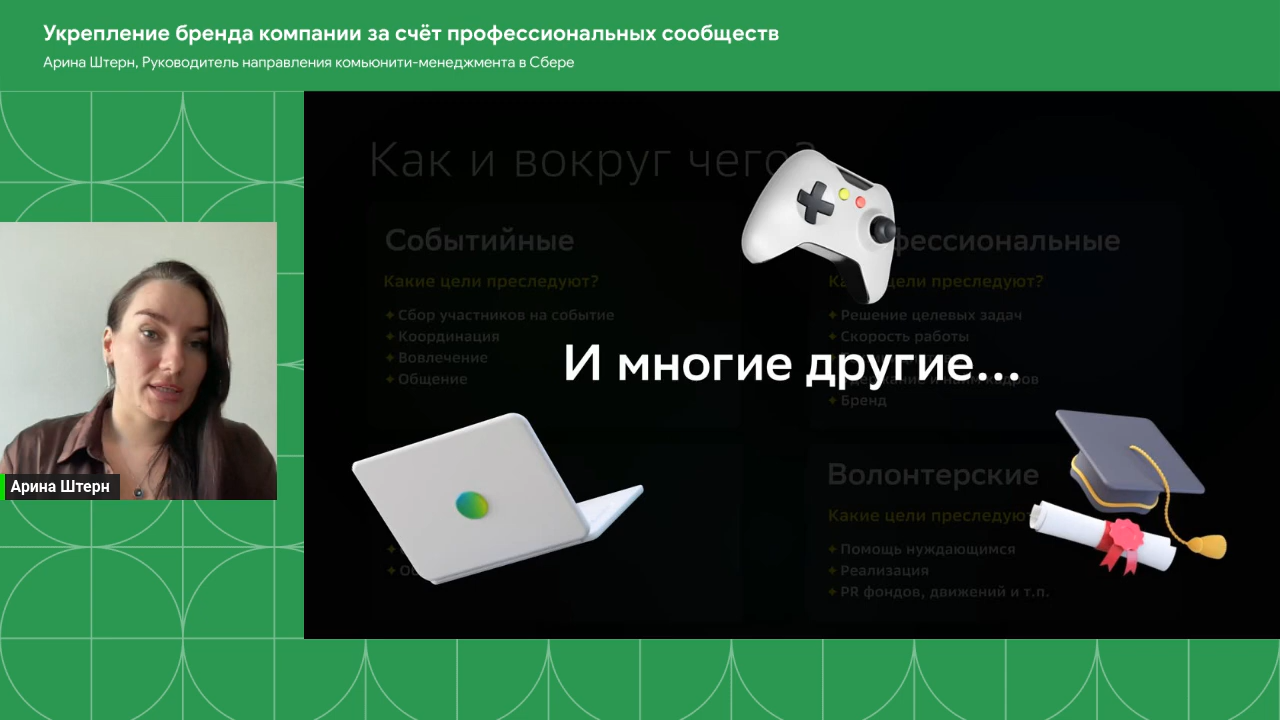 Укрепление бренда компании за счёт профессиональных сообществ
Арина Штерн, Руководитель направления комьюнити-менеджмента в Сбере
Как и вокруг чего?
Событийные
Какие цели преследуют?
✦ Сбор участников на событие
✦ Координация
✦ Вовлечение
✦ Общение
фессиональные
цели преследуют?
✦ Решение целевых задач
✦ Скорость работы
✦ Бренд
И многие другие...
Волонтерские
Какие цели преследую
✦ Помощь нуждающимся
✦ Реализация
✦ PR фондов, движений и т.п.
Арина Штерн